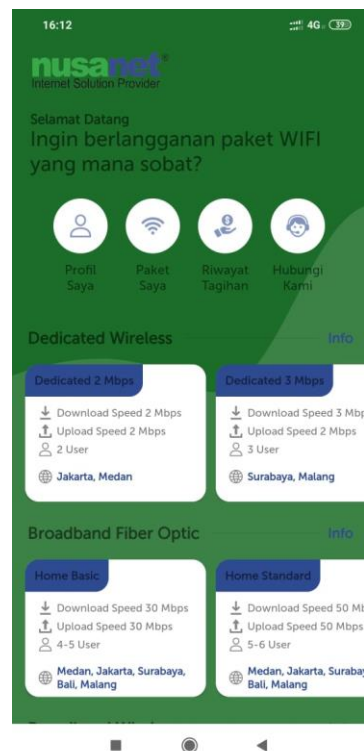 16:12
4G
39
nusanet®
Internet Solution Provider
Selamat Datang
Ingin berlangganan paket WIFI
yang mana sobat?
Profil
Saya
Paket
Saya
Riwayat
Tagihan
Hubungi
Kami
Dedicated Wireless
Info
Dedicated 2 Mbps
Download Speed 2 Mbps
Upload Speed 2 Mbps
2 User
Jakarta, Medan
Dedicated 3 Mbps
Download Speed 3 Mbp
Upload Speed 2 Mbps
3 User
Surabaya, Malang
Broadband Fiber Optic
Info
Home Basic
Download Speed 30 Mbps
Upload Speed 30 Mbps
4-5 User
Medan, Jakarta, Surabaya,
Bali, Malang
Home Standard
Download Speed 50 Mb
Upload Speed 50 Mbps
5-6 User
Medan, Jakarta, Surabay
Bali, Malang